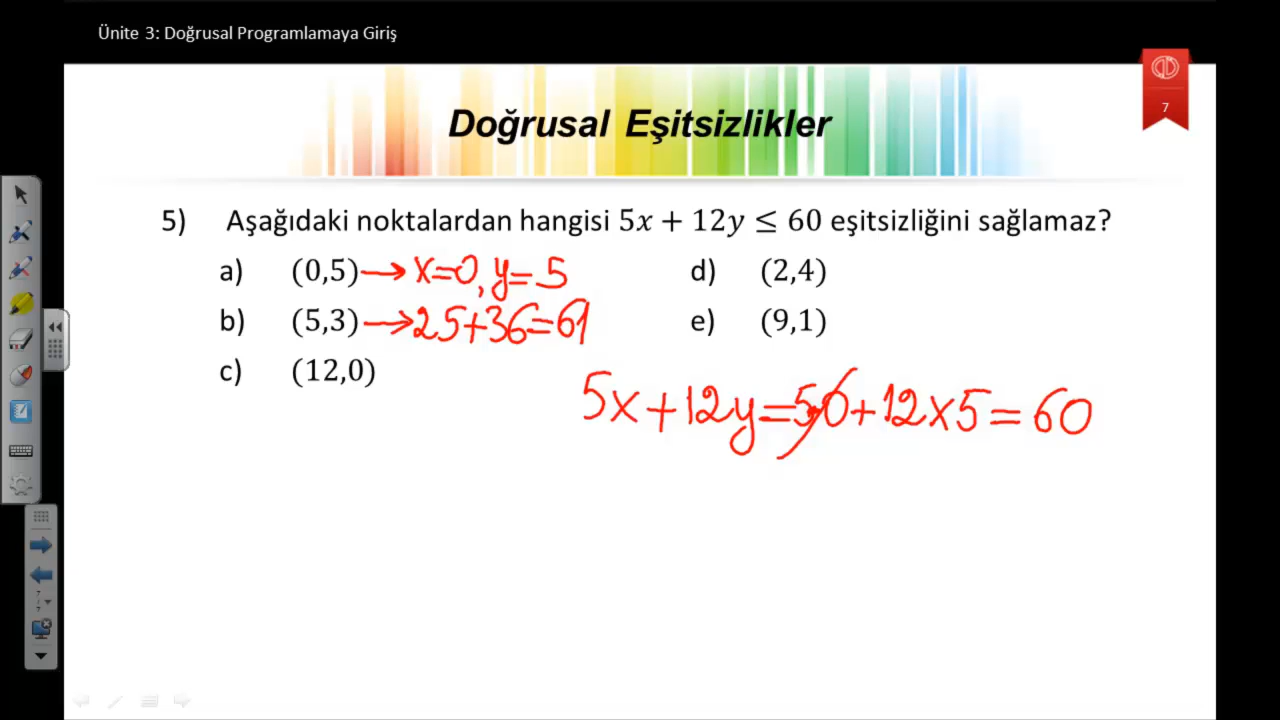 Ünite 3: Doğrusal Programlamaya Giriş
7
Doğrusal Eşitsizlikler
5) Aşağıdaki noktalardan hangisi 5x + 12y ≤ 60 eşitsizliğini sağlamaz?
a) (0,5) → x=0, y=5
d) (2,4)
b) (5,3) → 25+36=61
e) (9,1)
c) (12,0)
5x+12y=5·0+12x5=60